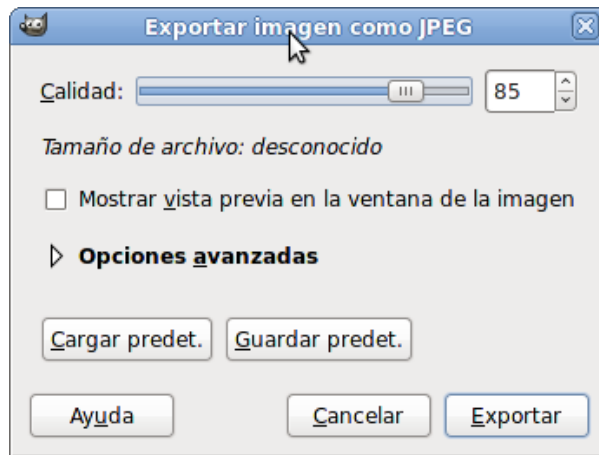 Exportar imagen como JPEG
Calidad: 85
Tamaño de archivo: desconocido
Mostrar vista previa en la ventana de la imagen
Opciones avanzadas
Cargar predet. Guardar predet.
Ayuda Cancelar Exportar